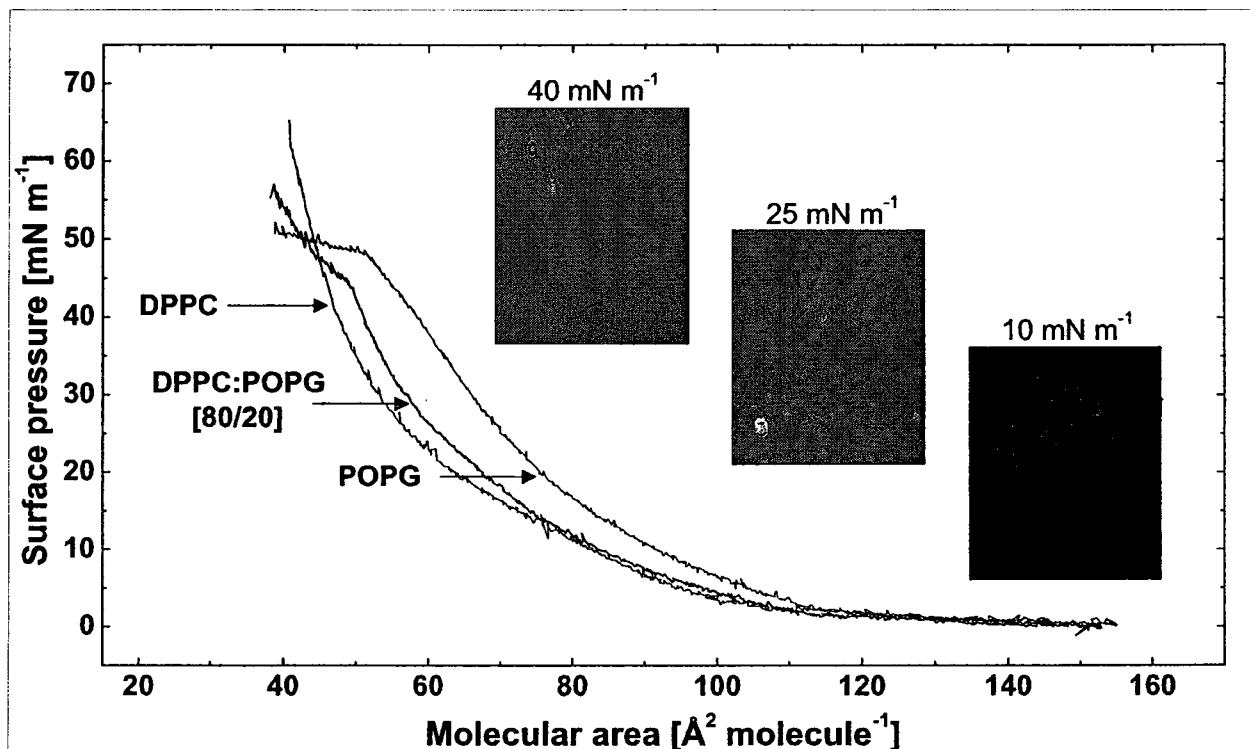 40 mN m⁻¹
25 mN m⁻¹
10 mN m⁻¹
DPPC
DPPC:POPG
[80/20]
POPG
Surface pressure [mN m⁻¹]
70
60
50
40
30
20
10
0
20 40 60 80 100 120 140 160
Molecular area [Å² molecule⁻¹]